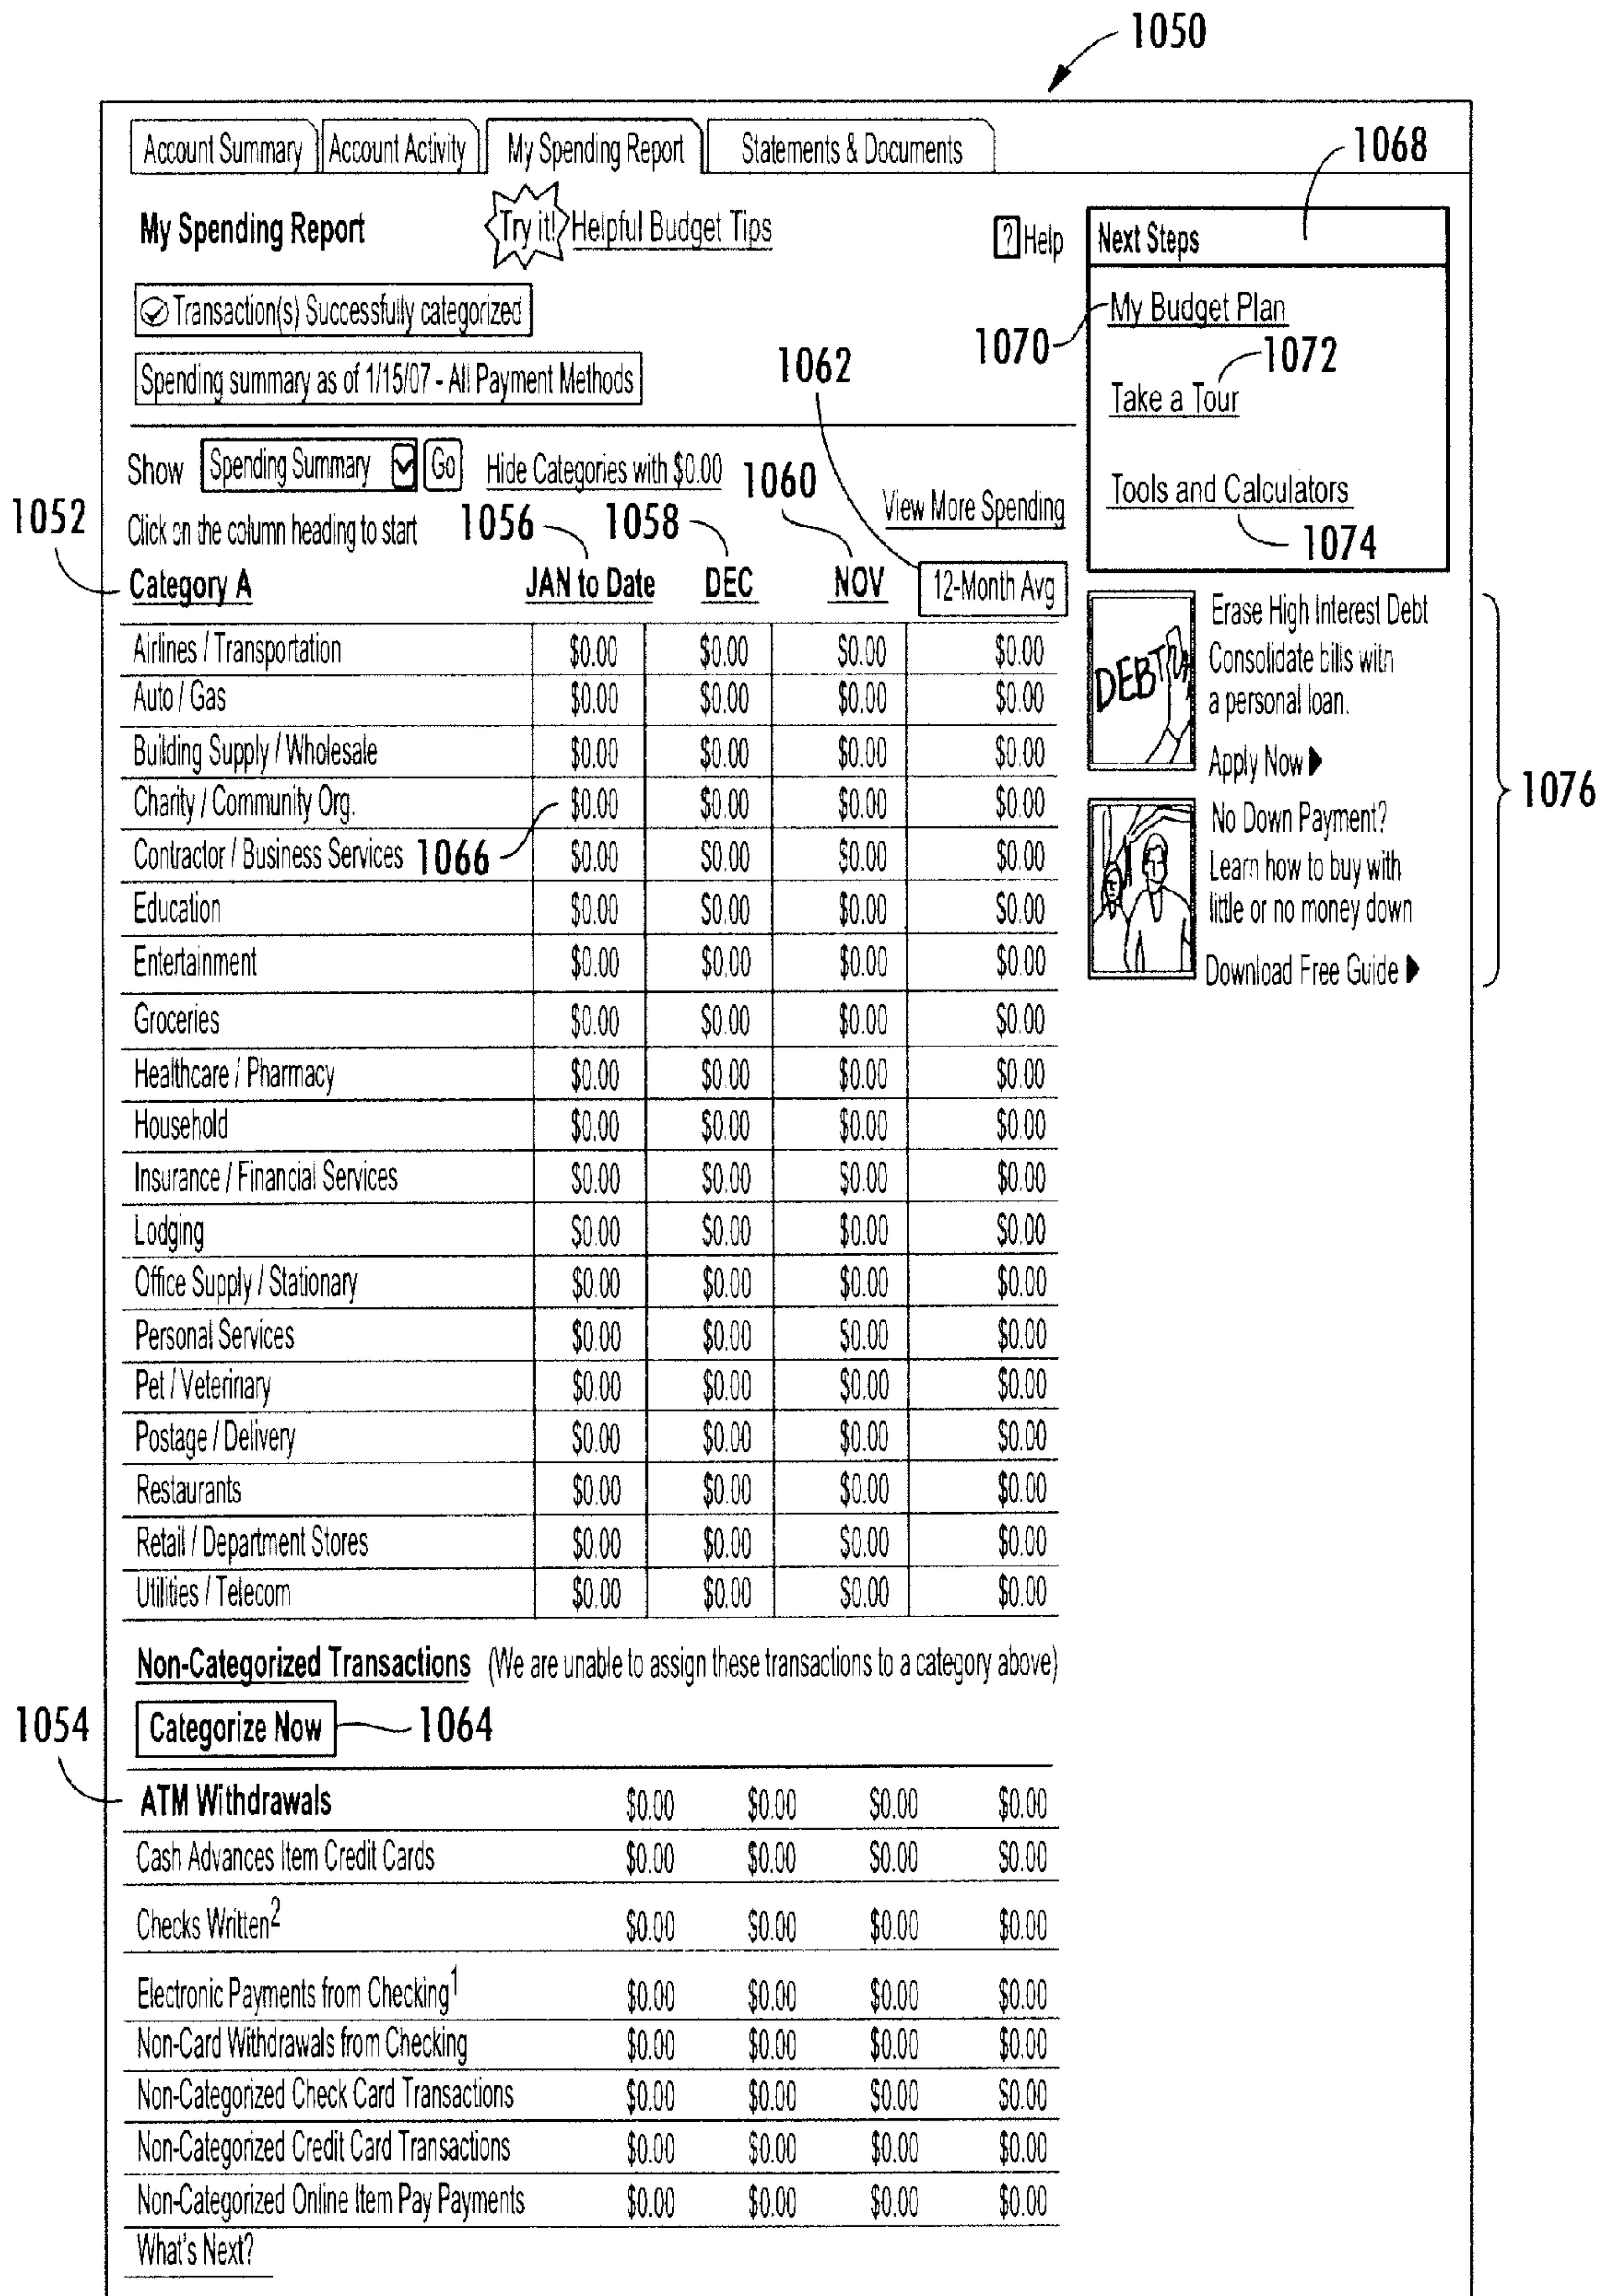 1050
Account Summary Account Activity My Spending Report Statements & Documents
1068
My Spending Report Try it! Helpful Budget Tips ? Help Next Steps
Transaction(s) Successfully categorized
My Budget Plan
1070
1072
Spending summary as of 1/15/07 - All Payment Methods
1062
Take a Tour
Show Spending Summary Go Hide Categories with $0.00
1060
View More Spending
Tools and Calculators
1074
1052
Click on the column heading to start
1056 1058
Category A JAN to Date DEC NOV 12-Month Avg
Airlines / Transportation $0.00 $0.00 $0.00 $0.00
Auto / Gas $0.00 $0.00 $0.00 $0.00
Building Supply / Wholesale $0.00 $0.00 $0.00 $0.00
Charity / Community Org. $0.00 $0.00 $0.00 $0.00
Contractor / Business Services 1066 $0.00 $0.00 $0.00 $0.00
Education $0.00 $0.00 $0.00 $0.00
Entertainment $0.00 $0.00 $0.00 $0.00
Groceries $0.00 $0.00 $0.00 $0.00
Healthcare / Pharmacy $0.00 $0.00 $0.00 $0.00
Household $0.00 $0.00 $0.00 $0.00
Insurance / Financial Services $0.00 $0.00 $0.00 $0.00
Lodging $0.00 $0.00 $0.00 $0.00
Office Supply / Stationary $0.00 $0.00 $0.00 $0.00
Personal Services $0.00 $0.00 $0.00 $0.00
Pet / Veterinary $0.00 $0.00 $0.00 $0.00
Postage / Delivery $0.00 $0.00 $0.00 $0.00
Restaurants $0.00 $0.00 $0.00 $0.00
Retail / Department Stores $0.00 $0.00 $0.00 $0.00
Utilities / Telecom $0.00 $0.00 $0.00 $0.00
DEBT
Erase High Interest Debt
Consolidate bills with
a personal loan.
Apply Now
1076
No Down Payment?
Learn how to buy with
little or no money down
Download Free Guide
Non-Categorized Transactions (We are unable to assign these transactions to a category above)
1054
Categorize Now 1064
ATM Withdrawals $0.00 $0.00 $0.00 $0.00
Cash Advances Item Credit Cards $0.00 $0.00 $0.00 $0.00
Checks Written2 $0.00 $0.00 $0.00 $0.00
Electronic Payments from Checking1 $0.00 $0.00 $0.00 $0.00
Non-Card Withdrawals from Checking $0.00 $0.00 $0.00 $0.00
Non-Categorized Check Card Transactions $0.00 $0.00 $0.00 $0.00
Non-Categorized Credit Card Transactions $0.00 $0.00 $0.00 $0.00
Non-Categorized Online Item Pay Payments $0.00 $0.00 $0.00 $0.00
What's Next?